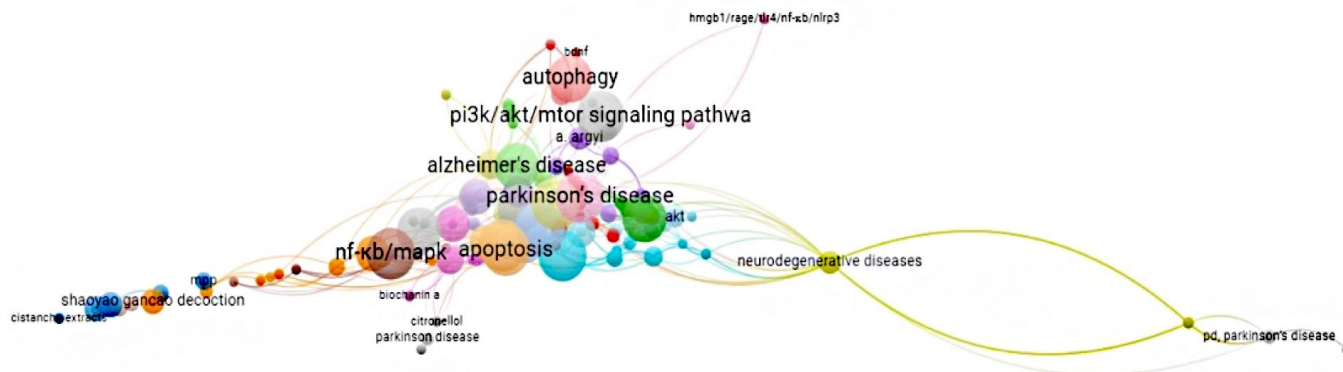 hmgb1/rage/tlr4/nf-κb/nlrp3
bdnf
autophagy
pi3k/akt/mtor signaling pathwa
a. argyi
alzheimer's disease
parkinson's disease
akt
nf-κb/mapk
apoptosis
neurodegenerative diseases
mpp
biochanin a
shaoyao gancao decoction
cistanche extracts
citronellol
parkinson disease
pd, parkinson's disease